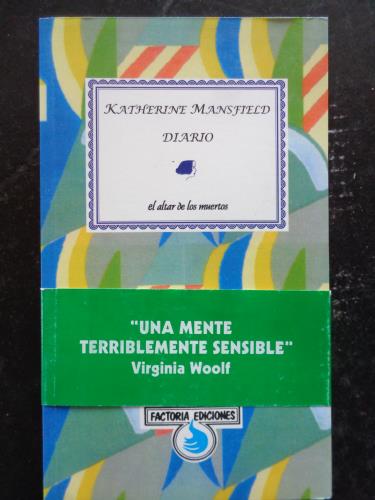 KATHERINE MANSFIELD
DIARIO
el altar de los muertos
"UNA MENTE
TERRIBLEMENTE SENSIBLE"
Virginia Woolf
FACTORIA EDICIONES